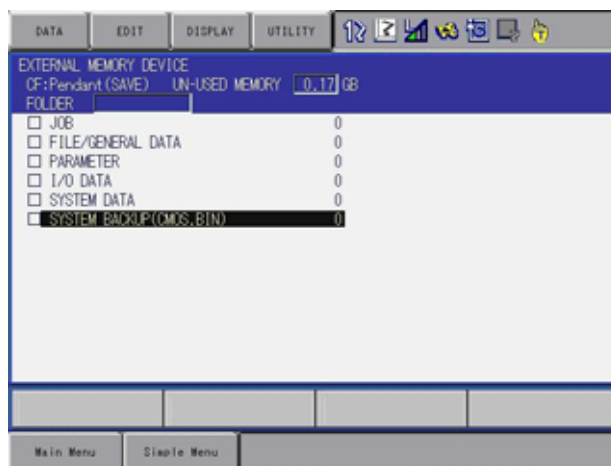 DATA EDIT DISPLAY UTILITY
EXTERNAL MEMORY DEVICE
CF:Pendant(SAVE) UN-USED MEMORY 0.17 GB
FOLDER
JOB 0
FILE/GENERAL DATA 0
PARAMETER 0
I/O DATA 0
SYSTEM DATA 0
SYSTEM BACKUP(CMOS.BIN) 0
Main Menu Simple Menu